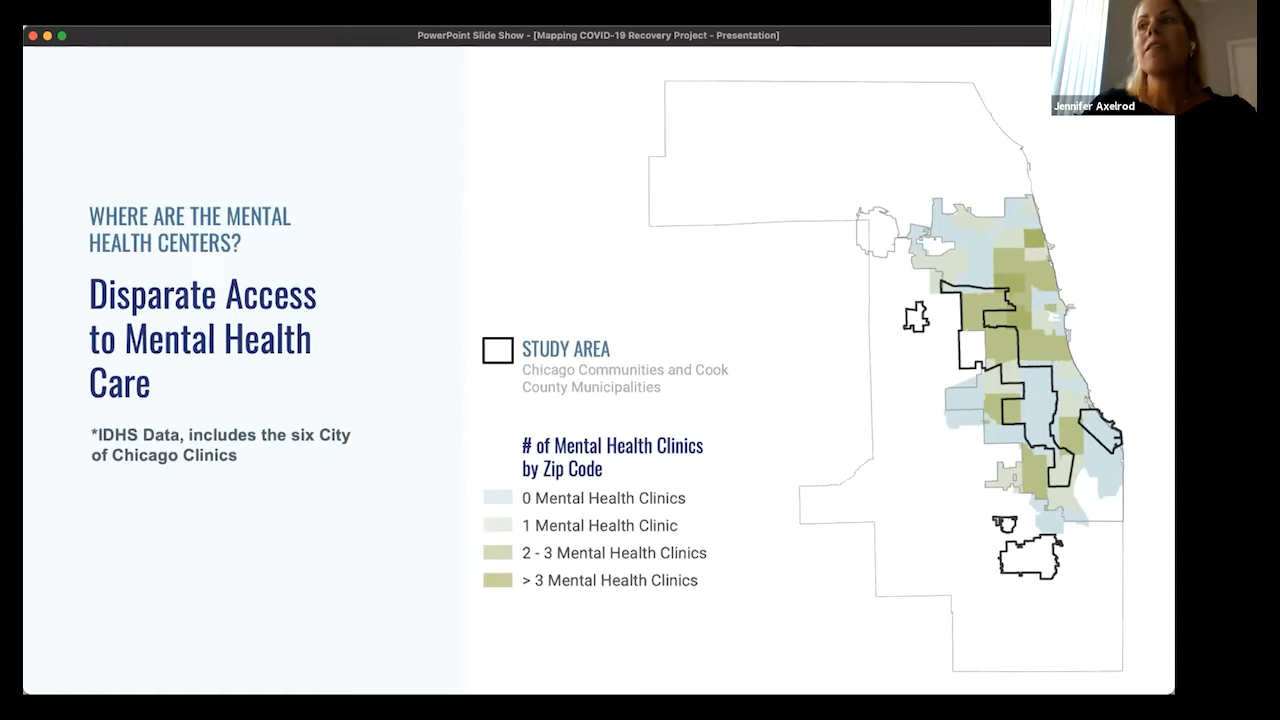 PowerPoint Slide Show - [Mapping COVID-19 Recovery Project - Presentation]
Jennifer Axelrod
WHERE ARE THE MENTAL
HEALTH CENTERS?
Disparate Access
to Mental Health
Care
*IDHS Data, includes the six City
of Chicago Clinics
STUDY AREA
Chicago Communities and Cook
County Municipalities
# of Mental Health Clinics
by Zip Code
0 Mental Health Clinics
1 Mental Health Clinic
2 - 3 Mental Health Clinics
> 3 Mental Health Clinics